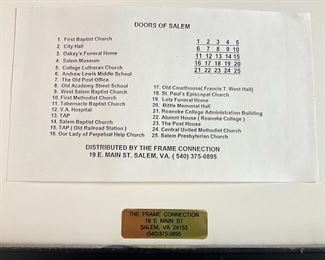 DOORS OF SALEM
1. First Baptist Church
2. City Hall
3. Oakey's Funeral Home
4. Salem Museum
5. College Lutheran Church
6. Andrew Lewis Middle School
7. The Old Post Office
8. Old Academy Street School
9. West Salem Baptist Church
10. First Methodist Church
11. Tabernacle Baptist Church
12. V.A. Hospital
13. TAP
14. Salem Baptist Church
15. TAP ( Old Railroad Station )
16. Our Lady of Perpetual Help Church
1 2 3 4 5
6 7 8 9 10
11 12 13 14 15
16 17 18 19 20
21 22 23 24 25
17. Old Courthouse( Francis T. West Hall)
18. St. Paul's Episcopal Church
19. Lotz Funeral Home
20. Bittle Memorial Hall
21. Roanoke College Administration Building
22. Alumni House ( Roanoke College )
23. The Post House
24. Central United Methodist Church
25. Salem Presbyterian Church
DISTRIBUTED BY THE FRAME CONNECTION
19 E. MAIN ST. SALEM, VA. ( 540) 375-0895
THE FRAME CONNECTION
19 E MAIN ST
SALEM, VA 24153
(540)375-0895